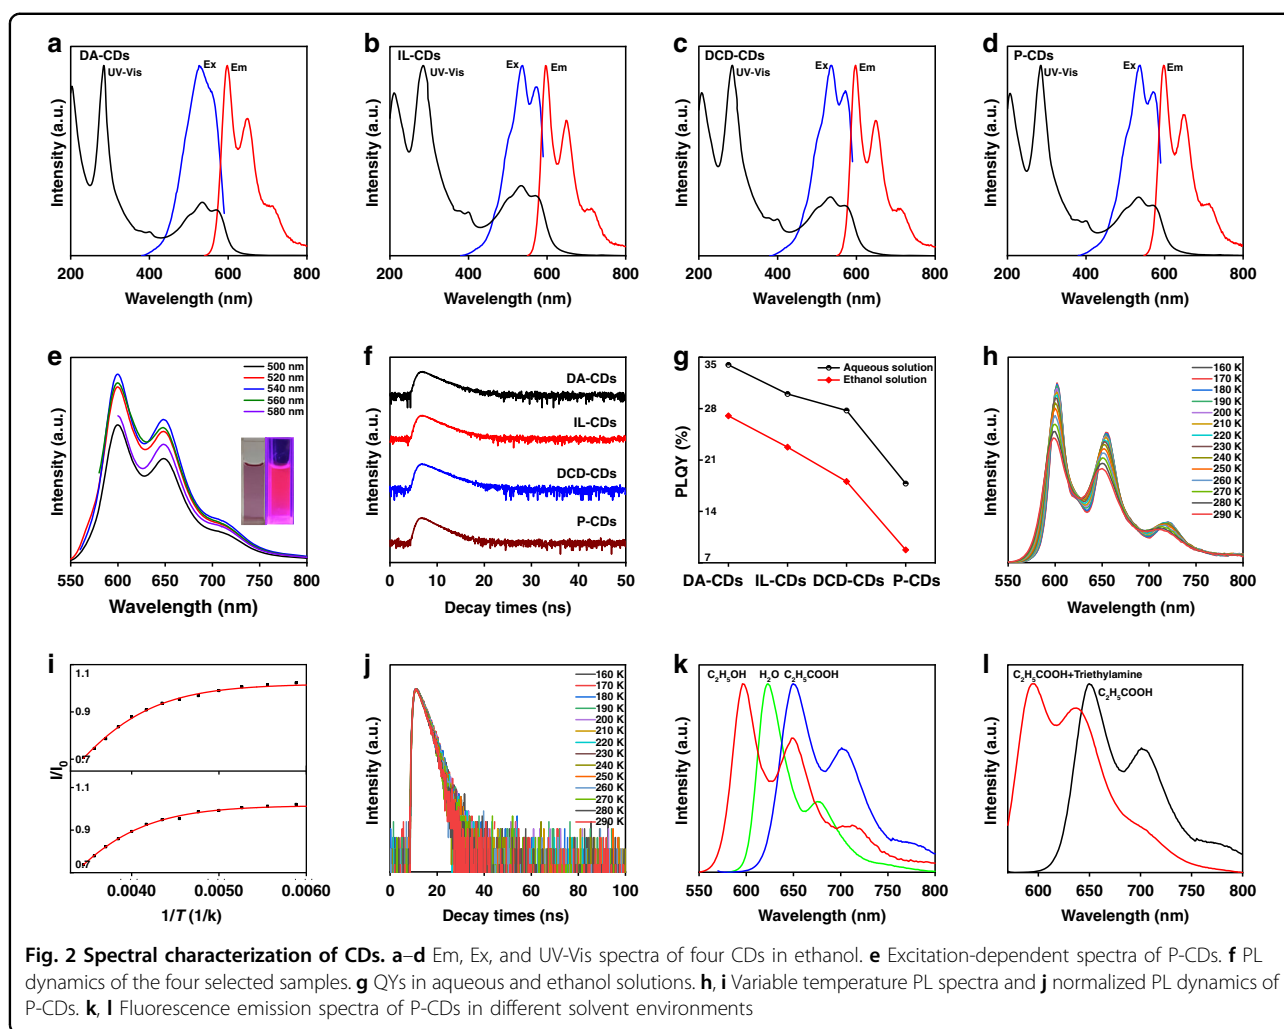 a
DA-CDs
UV-Vis
Ex
Em
Intensity (a.u.)
200 400 600 800
Wavelength (nm)
b
IL-CDs
UV-Vis
Ex
Em
Intensity (a.u.)
200 400 600 800
Wavelength (nm)
c
DCD-CDs
UV-Vis
Ex
Em
Intensity (a.u.)
200 400 600 800
Wavelength (nm)
d
P-CDs
UV-Vis
Ex
Em
Intensity (a.u.)
200 400 600 800
Wavelength (nm)
e
500 nm
520 nm
540 nm
560 nm
580 nm
Intensity (a.u.)
550 600 650 700 750 800
Wavelength (nm)
f
DA-CDs
IL-CDs
DCD-CDs
P-CDs
Intensity (a.u.)
0 10 20 30 40 50
Decay times (ns)
g
Aqueous solution
Ethanol solution
PLQY (%)
35
28
21
14
7
DA-CDs IL-CDs DCD-CDs P-CDs
h
160 K
170 K
180 K
190 K
200 K
210 K
220 K
230 K
240 K
250 K
260 K
270 K
280 K
290 K
Intensity (a.u.)
550 600 650 700 750 800
Wavelength (nm)
i
1.1
0.9
0.7
1.1
0.9
0.7
I/I0
0.0040 0.0050 0.0060
1/T (1/k)
j
160 K
170 K
180 K
190 K
200 K
210 K
220 K
230 K
240 K
250 K
260 K
270 K
280 K
290 K
Intensity (a.u.)
0 20 40 60 80 100
Decay times (ns)
k
C2H5OH H2O C2H5COOH
Intensity (a.u.)
550 600 650 700 750 800
Wavelength (nm)
l
C2H5COOH+Triethylamine
C2H5COOH
Intensity (a.u.)
600 650 700 750 800
Wavelength (nm)
Fig. 2 Spectral characterization of CDs. a–d Em, Ex, and UV-Vis spectra of four CDs in ethanol. e Excitation-dependent spectra of P-CDs. f PL
dynamics of the four selected samples. g QYs in aqueous and ethanol solutions. h, i Variable temperature PL spectra and j normalized PL dynamics of
P-CDs. k, l Fluorescence emission spectra of P-CDs in different solvent environments